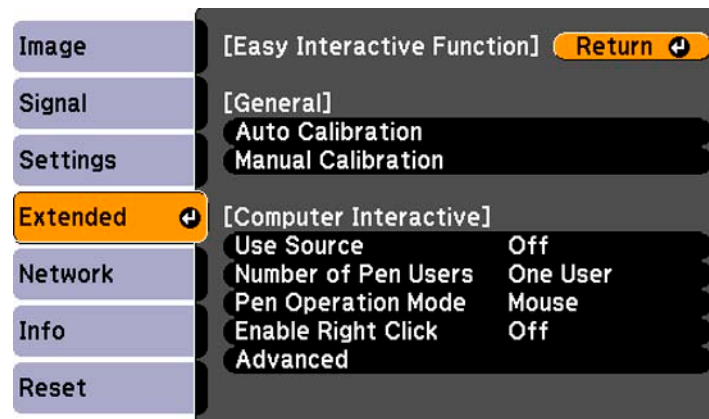 Image
Signal
Settings
Extended
Network
Info
Reset
[Easy Interactive Function] Return
[General]
Auto Calibration
Manual Calibration
[Computer Interactive]
Use Source Off
Number of Pen Users One User
Pen Operation Mode Mouse
Enable Right Click Off
Advanced